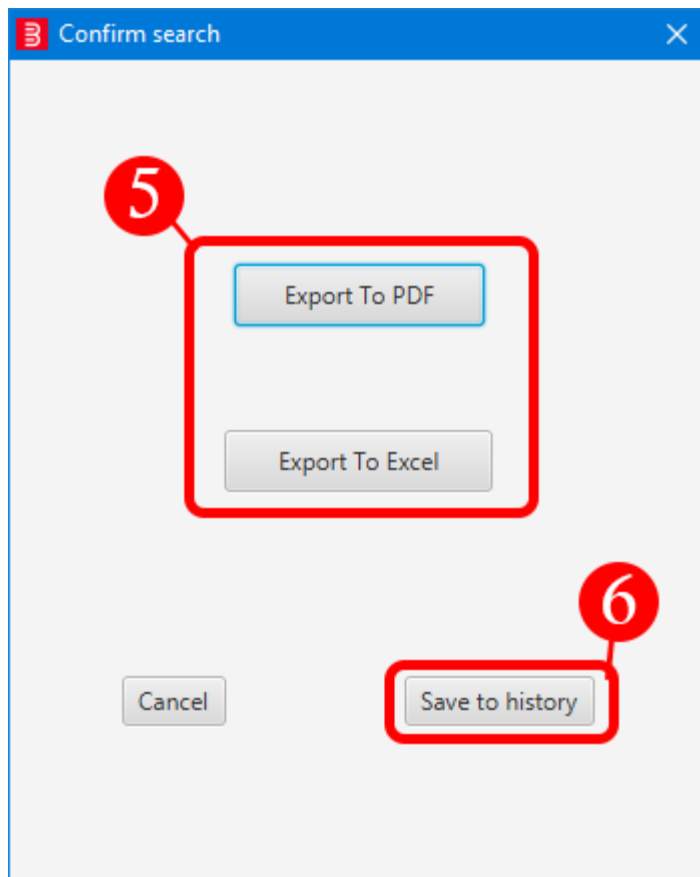 Confirm search
5
Export To PDF
Export To Excel
6
Cancel Save to history